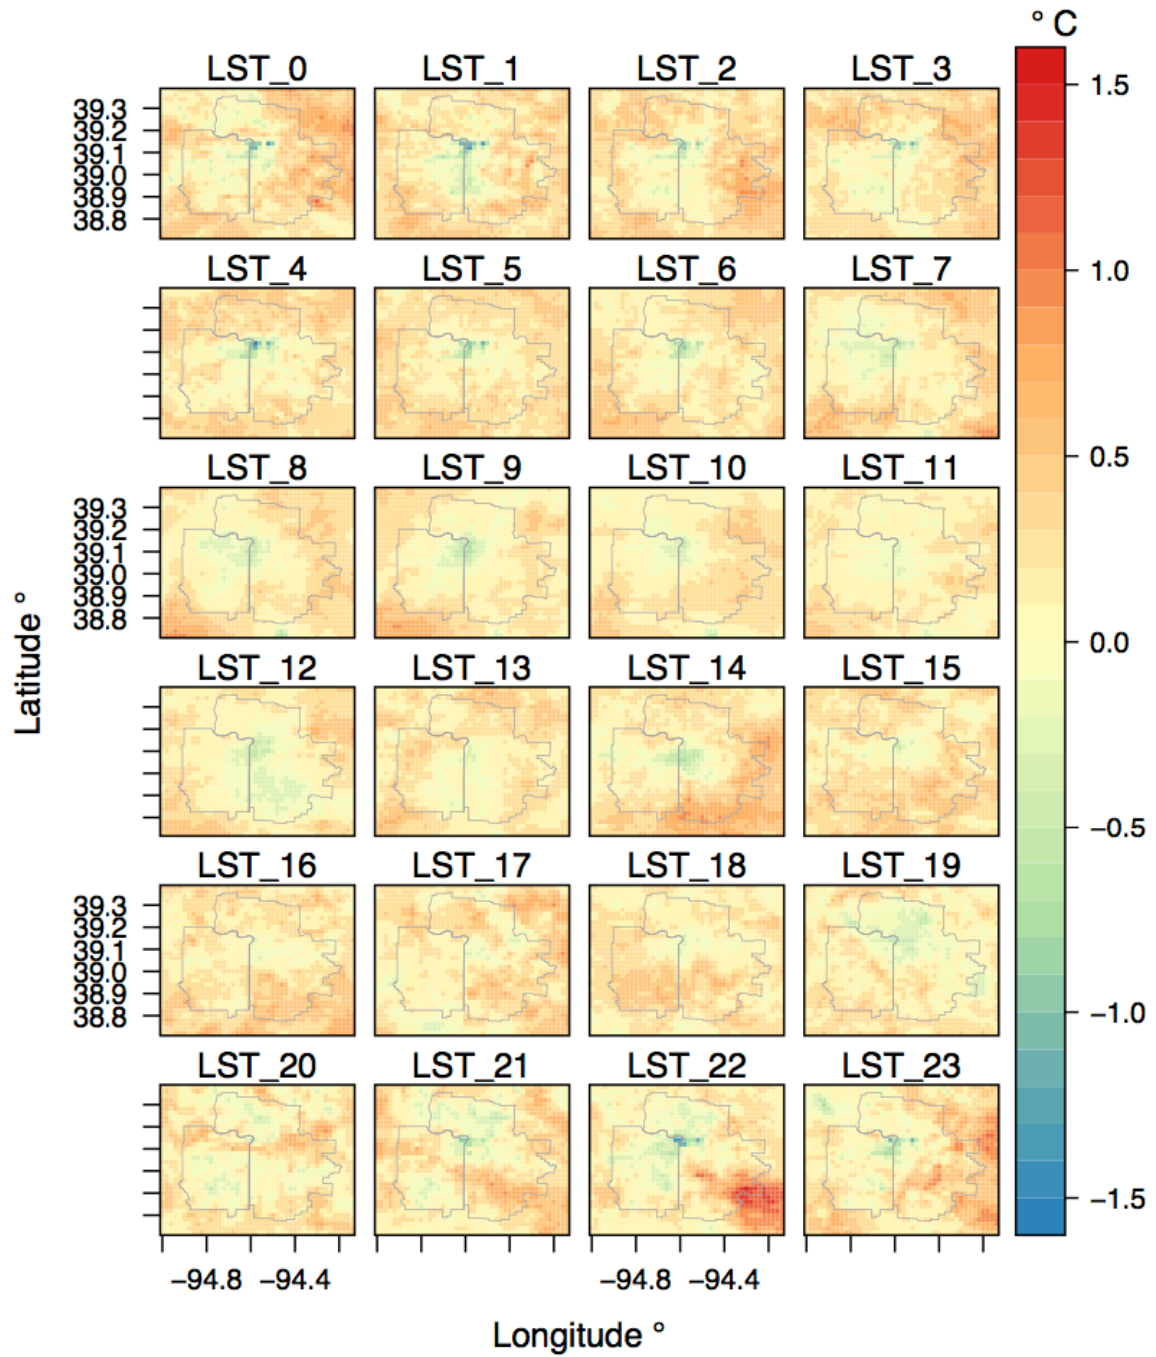 ° C
LST_0 LST_1 LST_2 LST_3
39.3
39.2
39.1
39.0
38.9
38.8
LST_4 LST_5 LST_6 LST_7
LST_8 LST_9 LST_10 LST_11
39.3
39.2
39.1
39.0
38.9
38.8
LST_12 LST_13 LST_14 LST_15
LST_16 LST_17 LST_18 LST_19
39.3
39.2
39.1
39.0
38.9
38.8
LST_20 LST_21 LST_22 LST_23
−94.8 −94.4 −94.8 −94.4
Longitude °
Latitude °
1.5
1.0
0.5
0.0
−0.5
−1.0
−1.5